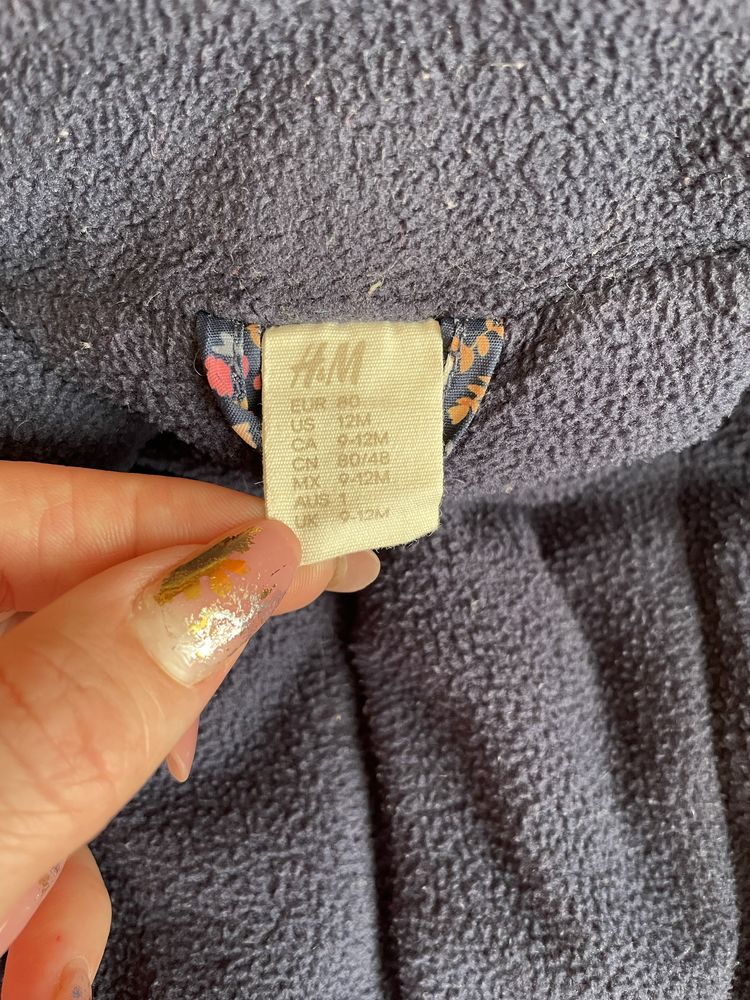 H&M
EUR 80
US 12M
CA 9-12M
CN 80/48
MX 9-12M
AUS 1
UK 9-12M